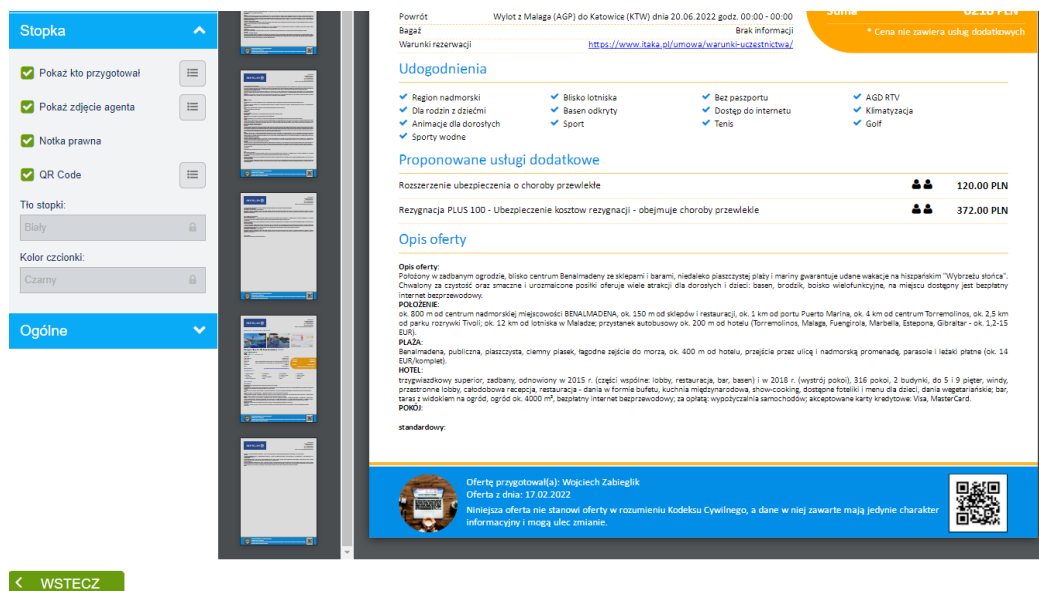 Stopka
Pokaż kto przygotował
Pokaż zdjęcie agenta
Notka prawna
QR Code
Tło stopki:
Biały
Kolor czcionki:
Czarny
Ogólne
WSTECZ
Powrót Wylot z Malaga (AGP) do Katowice (KTW) dnia 20.06.2022 godz. 00:00 - 00:00
Bagaż Brak informacji
Warunki rezerwacji https://www.itaka.pl/umowa/warunki-uczestnictwa/
Suma 6218 PLN
* Cena nie zawiera usług dodatkowych
Udogodnienia
Region nadmorski Blisko lotniska Bez paszportu AGD RTV
Dla rodzin z dziećmi Basen odkryty Dostęp do internetu Klimatyzacja
Animacje dla dorosłych Sport Tenis Golf
Sporty wodne
Proponowane usługi dodatkowe
Rozszerzenie ubezpieczenia o choroby przewlekłe 120.00 PLN
Rezygnacja PLUS 100 - Ubezpieczenie kosztow rezygnacji - obejmuje choroby przewlekłe 372.00 PLN
Opis oferty
Opis oferty:
Położony w zadbanym ogrodzie, blisko centrum Benalmadeny ze sklepami i barami, niedaleko piaszczystej plaży i mariny gwarantuje udane wakacje na hiszpańskim "Wybrzeżu słońca".
Chwalony za czystość oraz smaczne i urozmaicone posiłki oferuje wiele atrakcji dla dorosłych i dzieci: basen, brodzik, boisko wielofunkcyjne, na miejscu dostępny jest bezpłatny
internet bezprzewodowy.
POŁOŻENIE:
ok. 800 m od centrum nadmorskiej miejscowości BENALMADENA, ok. 150 m od sklepów i restauracji, ok. 1 km od portu Puerto Marina, ok. 4 km od centrum Torremolinos, ok. 2,5 km
od parku rozrywki Tivoli; ok. 12 km od lotniska w Maladze; przystanek autobusowy ok. 200 m od hotelu (Torremolinos, Malaga, Fuengirola, Marbella, Estepona, Gibraltar - ok. 1,2-15
EUR).
PLAŻA:
Benalmadena, publiczna, piaszczysta, ciemny piasek, łagodne zejście do morza, ok. 400 m od hotelu, przejście przez ulicę i nadmorską promenadę, parasole i leżaki płatne (ok. 14
EUR/komplet).
HOTEL:
trzygwiazdkowy superior, zadbany, odnowiony w 2015 r. (części wspólne: lobby, restauracja, bar, basen) i w 2018 r. (wystrój pokoi), 316 pokoi, 2 budynki, do 5 i 9 pięter, windy,
przestronne lobby, całodobowa recepcja, restauracja - dania w formie bufetu, kuchnia międzynarodowa, show-cooking, dostępne foteliki i menu dla dzieci, dania wegetariańskie; bar,
taras z widokiem na ogród, ogród ok. 4000 m², bezpłatny internet bezprzewodowy; za opłatą: wypożyczalnia samochodów; akceptowane karty kredytowe: Visa, MasterCard.
POKÓJ:
standardowy:
Ofertę przygotował(a): Wojciech Zabieglik
Oferta z dnia: 17.02.2022
Niniejsza oferta nie stanowi oferty w rozumieniu Kodeksu Cywilnego, a dane w niej zawarte mają jedynie charakter
informacyjny i mogą ulec zmianie.